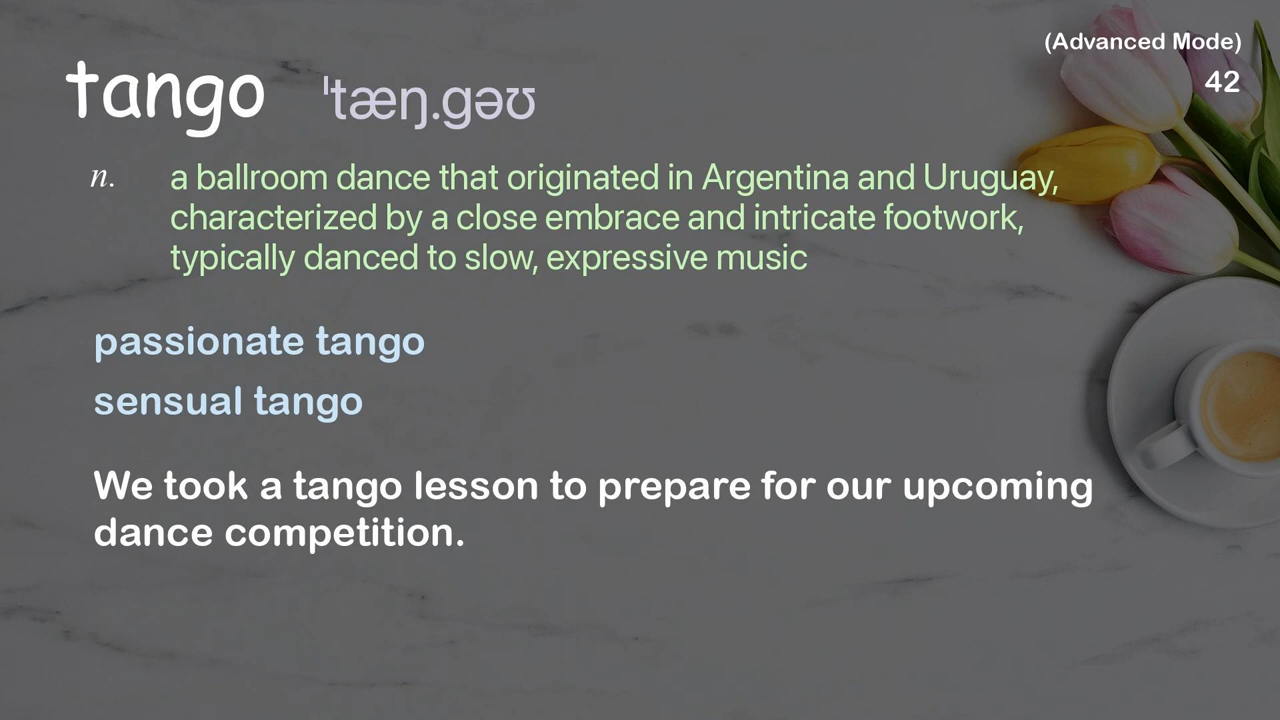 (Advanced Mode)
42
tango ˈtæŋ.gəʊ
n. a ballroom dance that originated in Argentina and Uruguay,
characterized by a close embrace and intricate footwork,
typically danced to slow, expressive music
passionate tango
sensual tango
We took a tango lesson to prepare for our upcoming
dance competition.